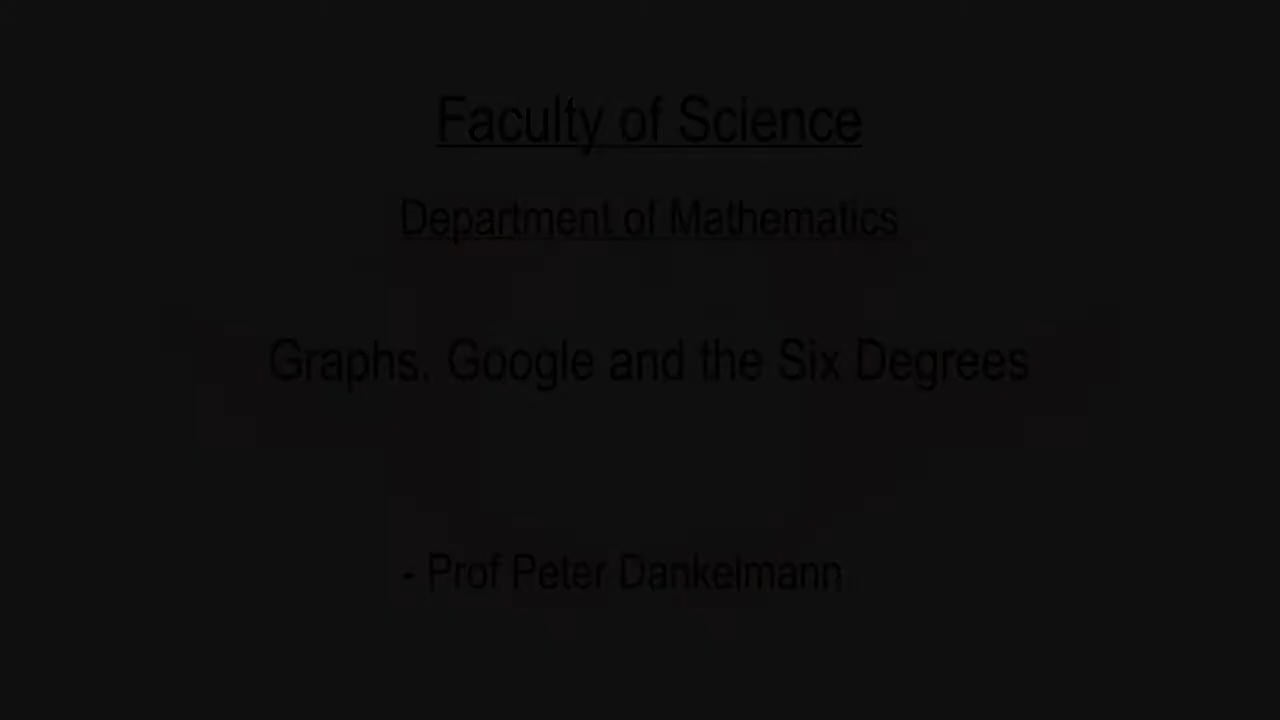 Faculty of Science
Department of Mathematics
Graphs, Google and the Six Degrees
- Prof Peter Dankelmann